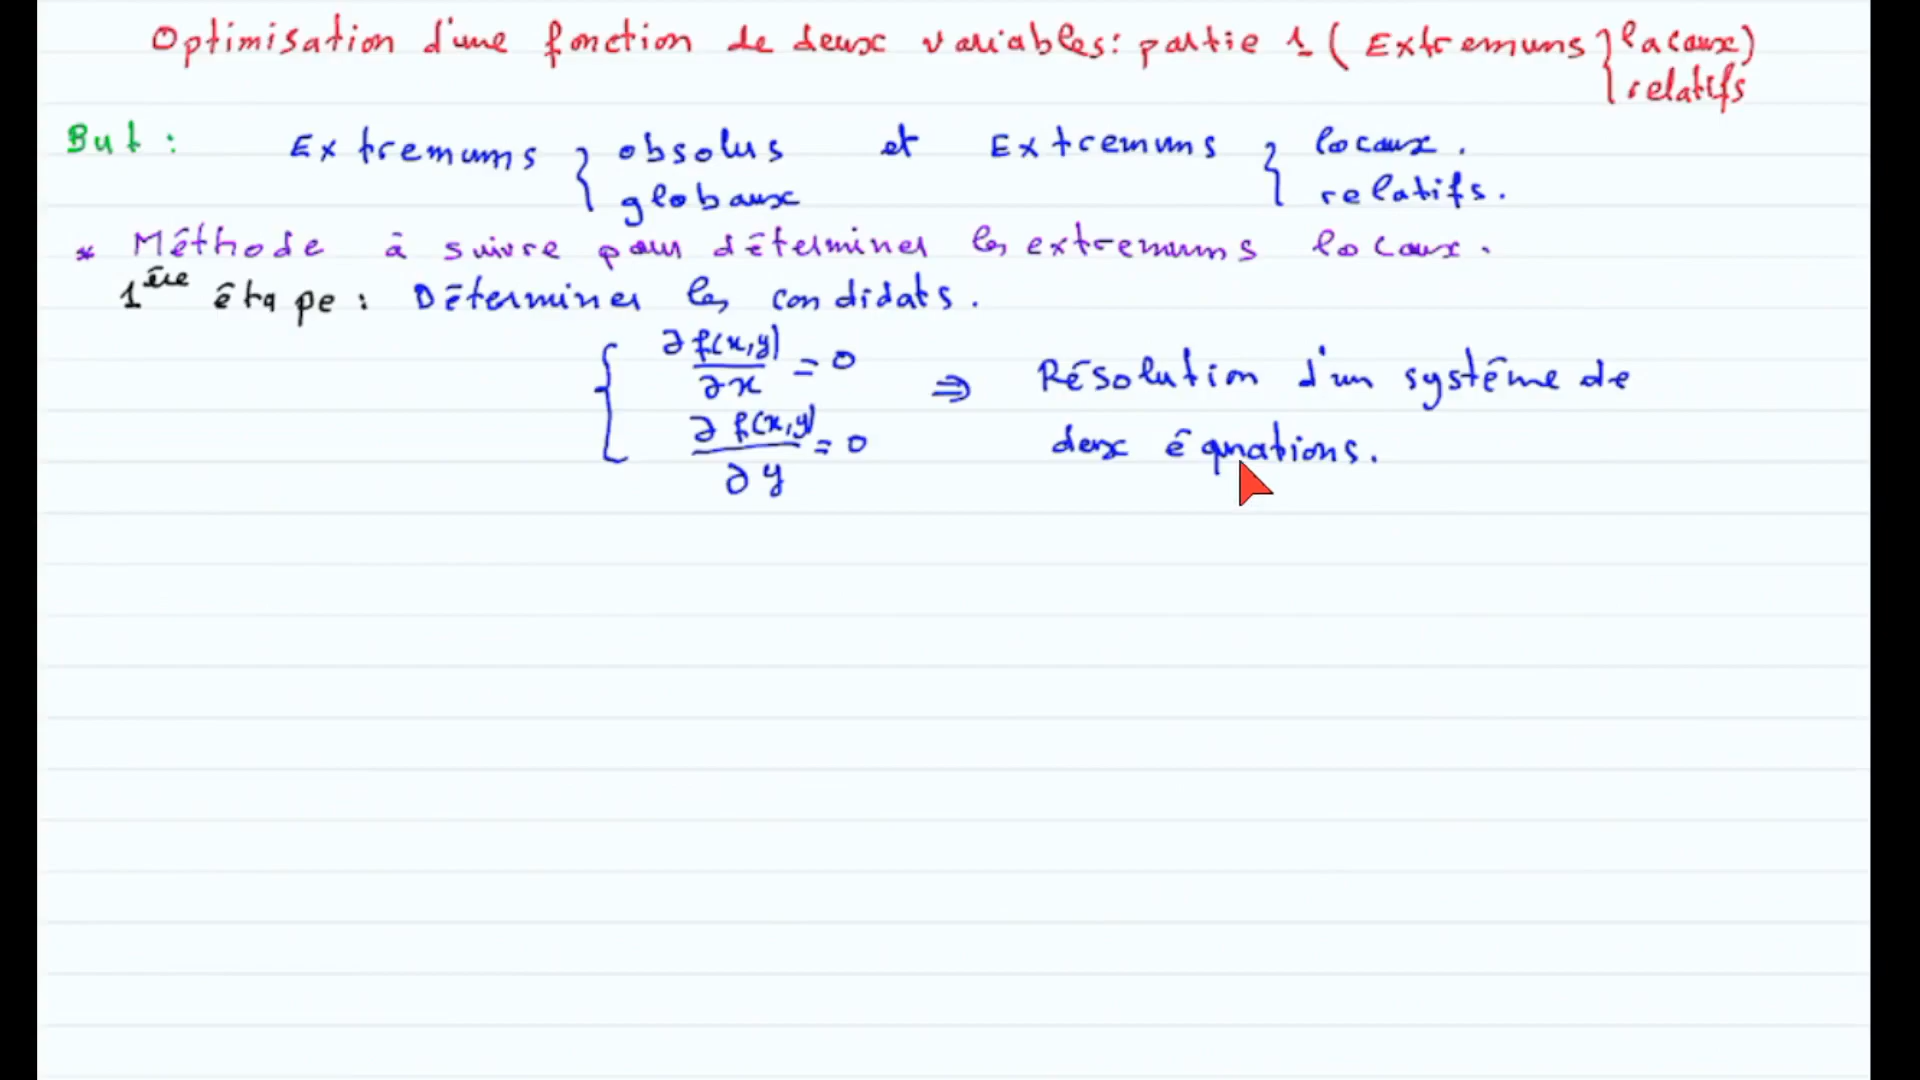 Optimisation d'une fonction de deux variables: partie 1 ( Extremums { locaux)
relatifs
But : Extremums { absolus et Extremums { locaux.
globaux relatifs.
* Méthode à suivre pour déterminer les extremums locaux.
1ère étape : Déterminer les condidats.
{ ∂f(x,y)/∂x = 0 ⇒ Résolution d'un système de
∂f(x,y)/∂y = 0 deux équations.